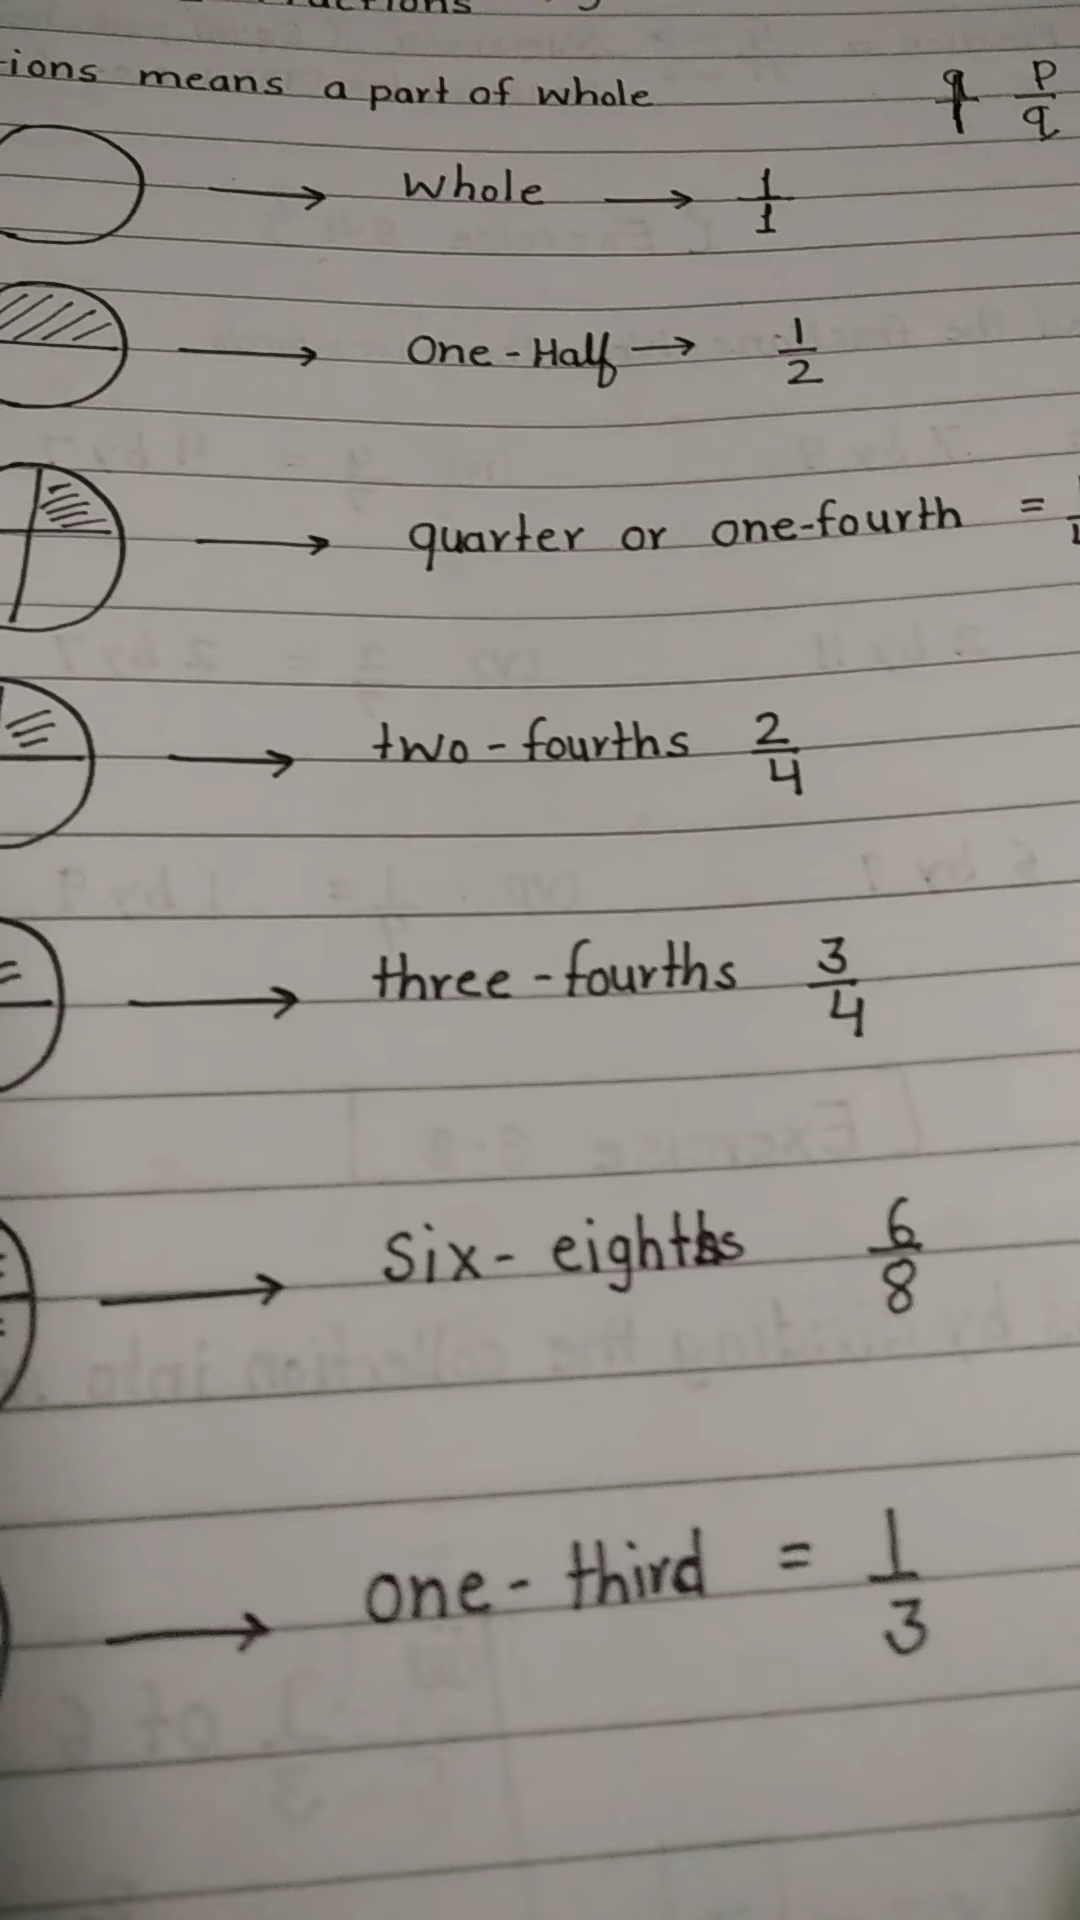 means a part of whole p/q
Whole → 1/1
One-Half → 1/2
quarter or one-fourth =
two-fourths 2/4
three-fourths 3/4
six-eighths 6/8
one-third = 1/3